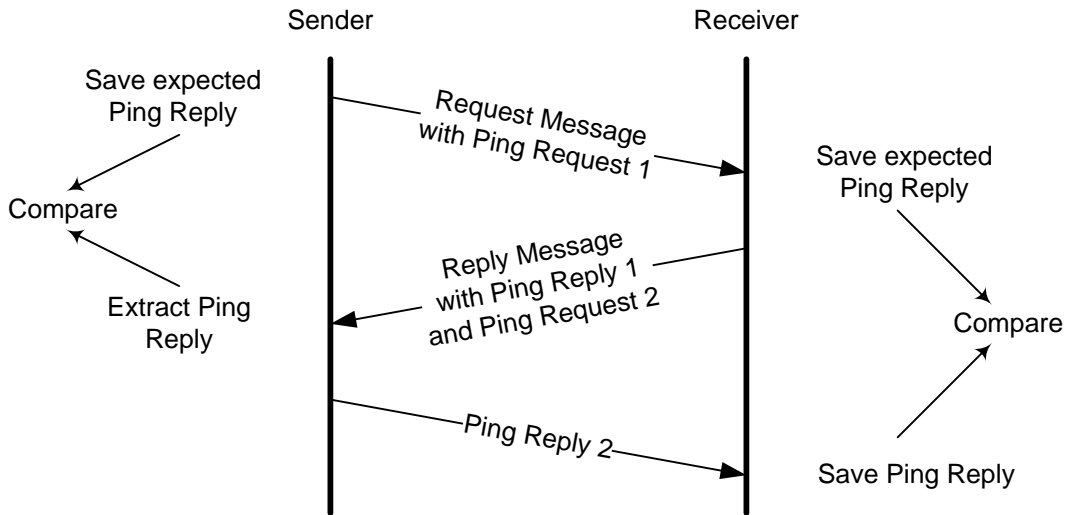 Sender
Receiver
Save expected
Ping Reply
Compare
Extract Ping
Reply
Request Message
with Ping Request 1
Reply Message
with Ping Reply 1
and Ping Request 2
Ping Reply 2
Save expected
Ping Reply
Compare
Save Ping Reply